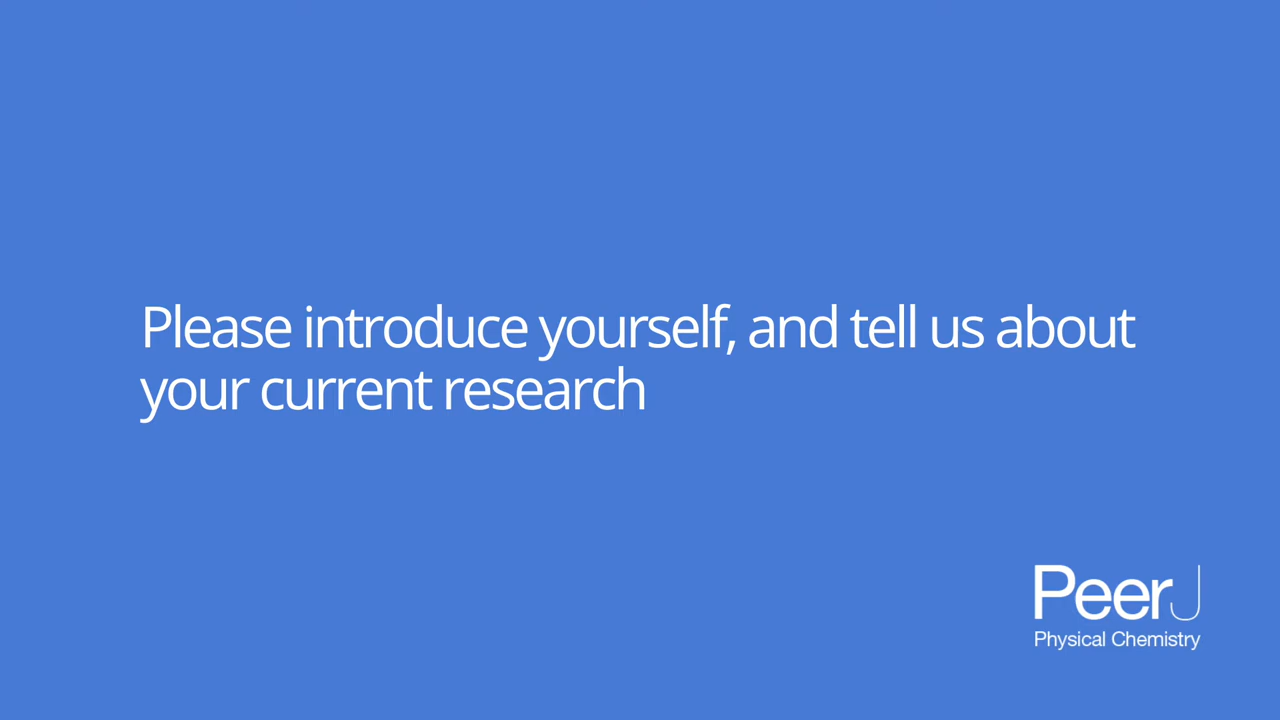 Please introduce yourself, and tell us about
your current research
PeerJ
Physical Chemistry